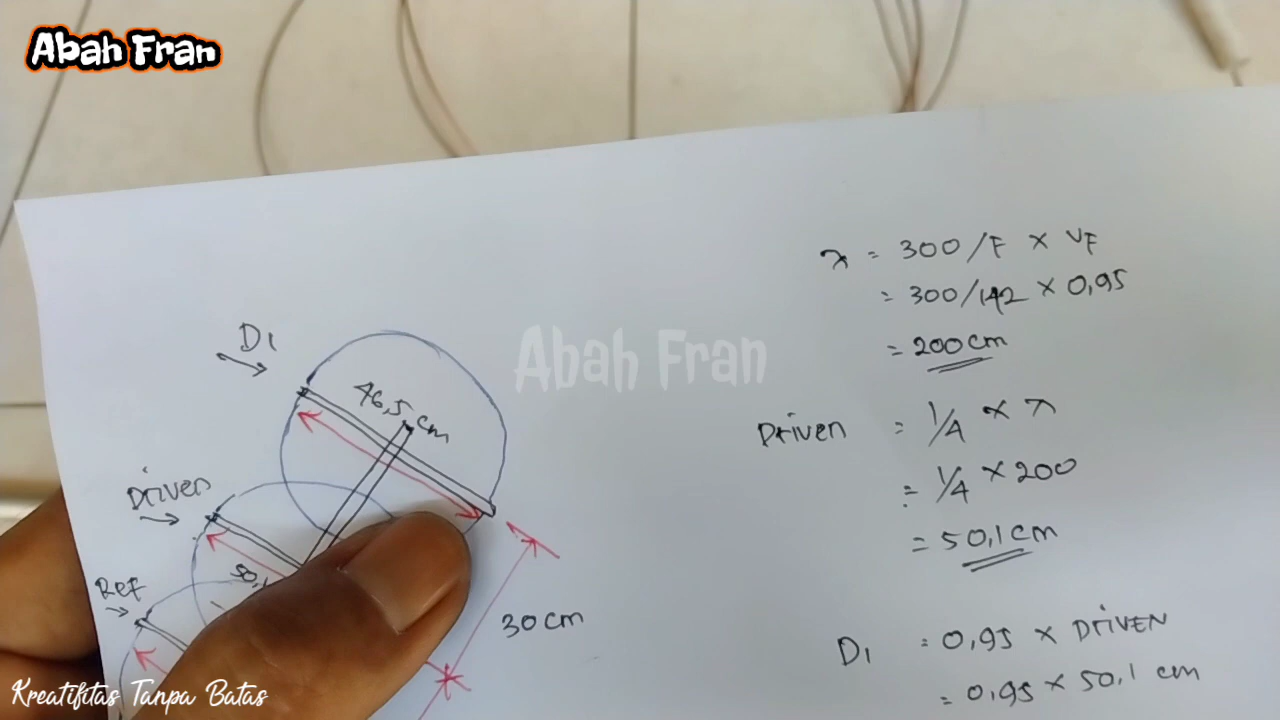 Abah Fran
λ = 300/F × VF
= 300/142 × 0,95
= 200 cm
Abah Fran
D1
46,5 cm
Driven = 1/4 × λ
= 1/4 × 200
= 50,1 cm
Driven
Ref
30 cm
D1 = 0,95 × DRiVEN
= 0,95 × 50,1 cm
Kreatifitas Tanpa Batas